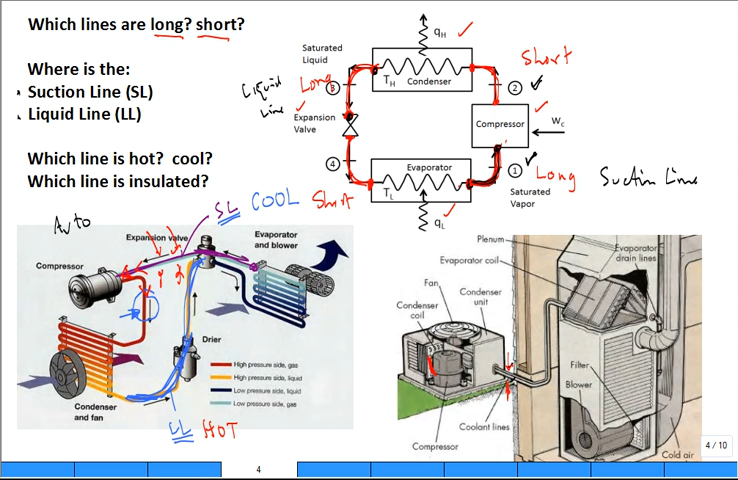 Which lines are long? short?
Where is the:
Suction Line (SL)
Liquid Line (LL)
Which line is hot? cool?
Which line is insulated?
qH
Saturated
Liquid
TH
Condenser
Short
Long
3
2
Liquid
Line
Expansion
Valve
Compressor
Wc
4
Evaporator
TL
1
Saturated
Vapor
Long
Suction Line
Short
qL
SL COOL
Auto
Expansion valve
Evaporator
and blower
Compressor
Drier
High pressure side, gas
High pressure side, liquid
Low pressure side, liquid
Low pressure side, gas
Condenser
and fan
LL HOT
Plenum
Evaporator coil
Evaporator
drain lines
Fan
Condenser
coil
Condenser
unit
Filter
Blower
Coolant lines
Compressor
Cold air
4 / 10
4